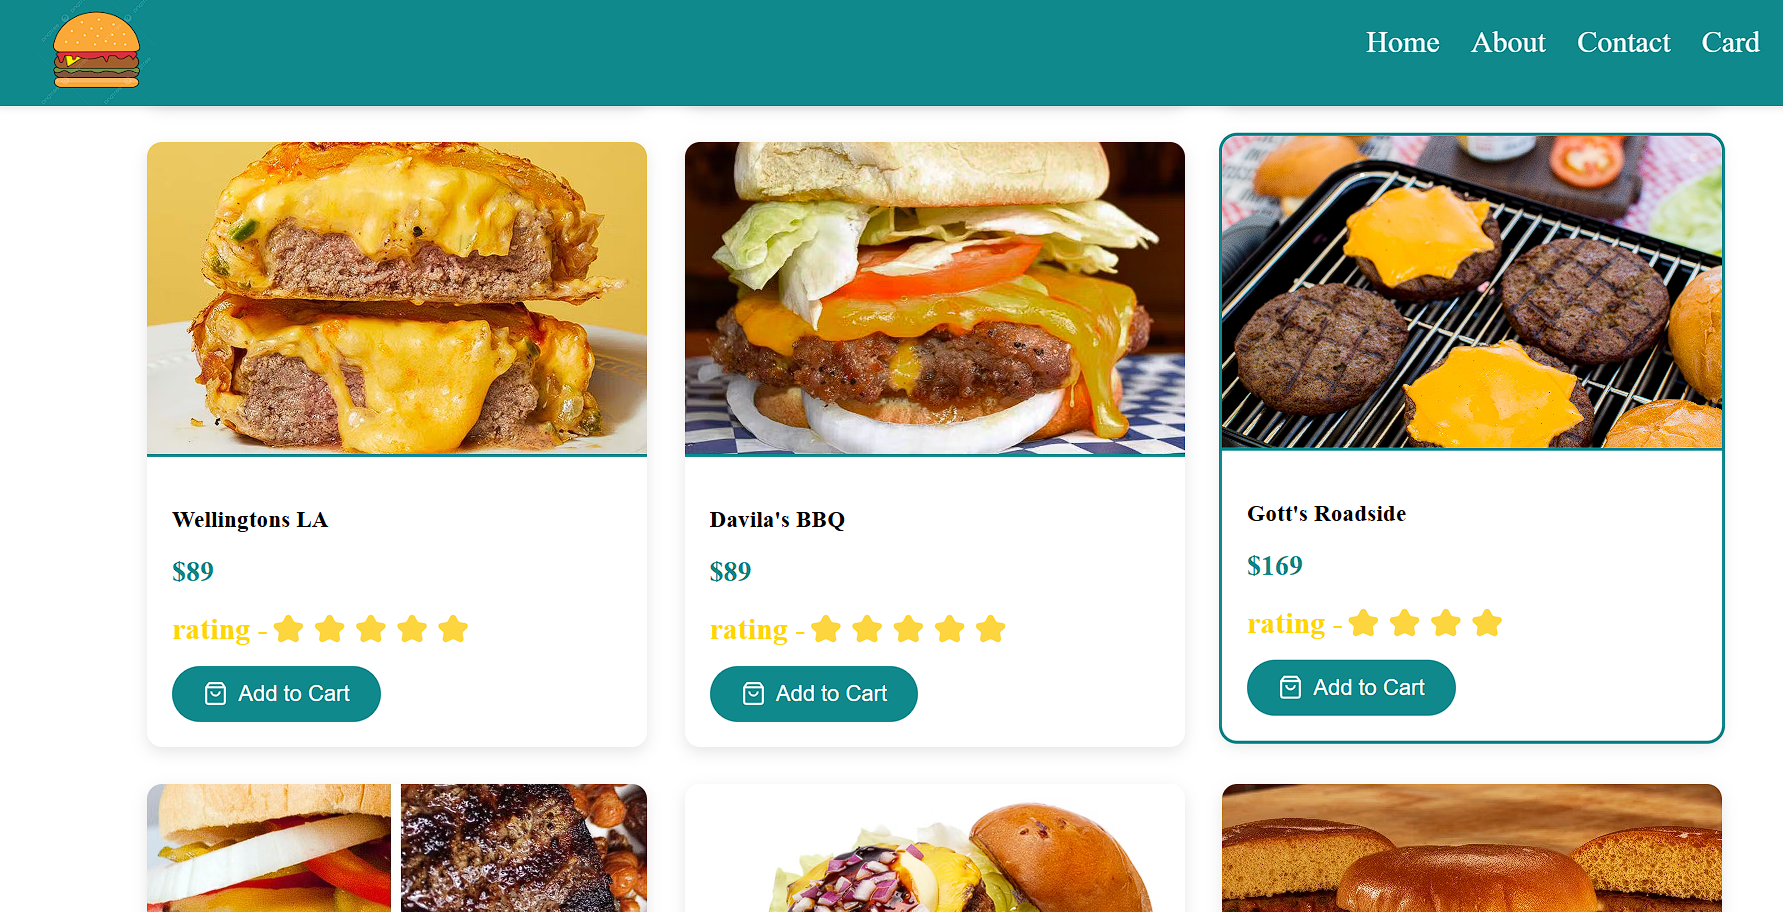 Home About Contact Card
Wellingtons LA
$89
rating -
Add to Cart
Davila's BBQ
$89
rating -
Add to Cart
Gott's Roadside
$169
rating -
Add to Cart